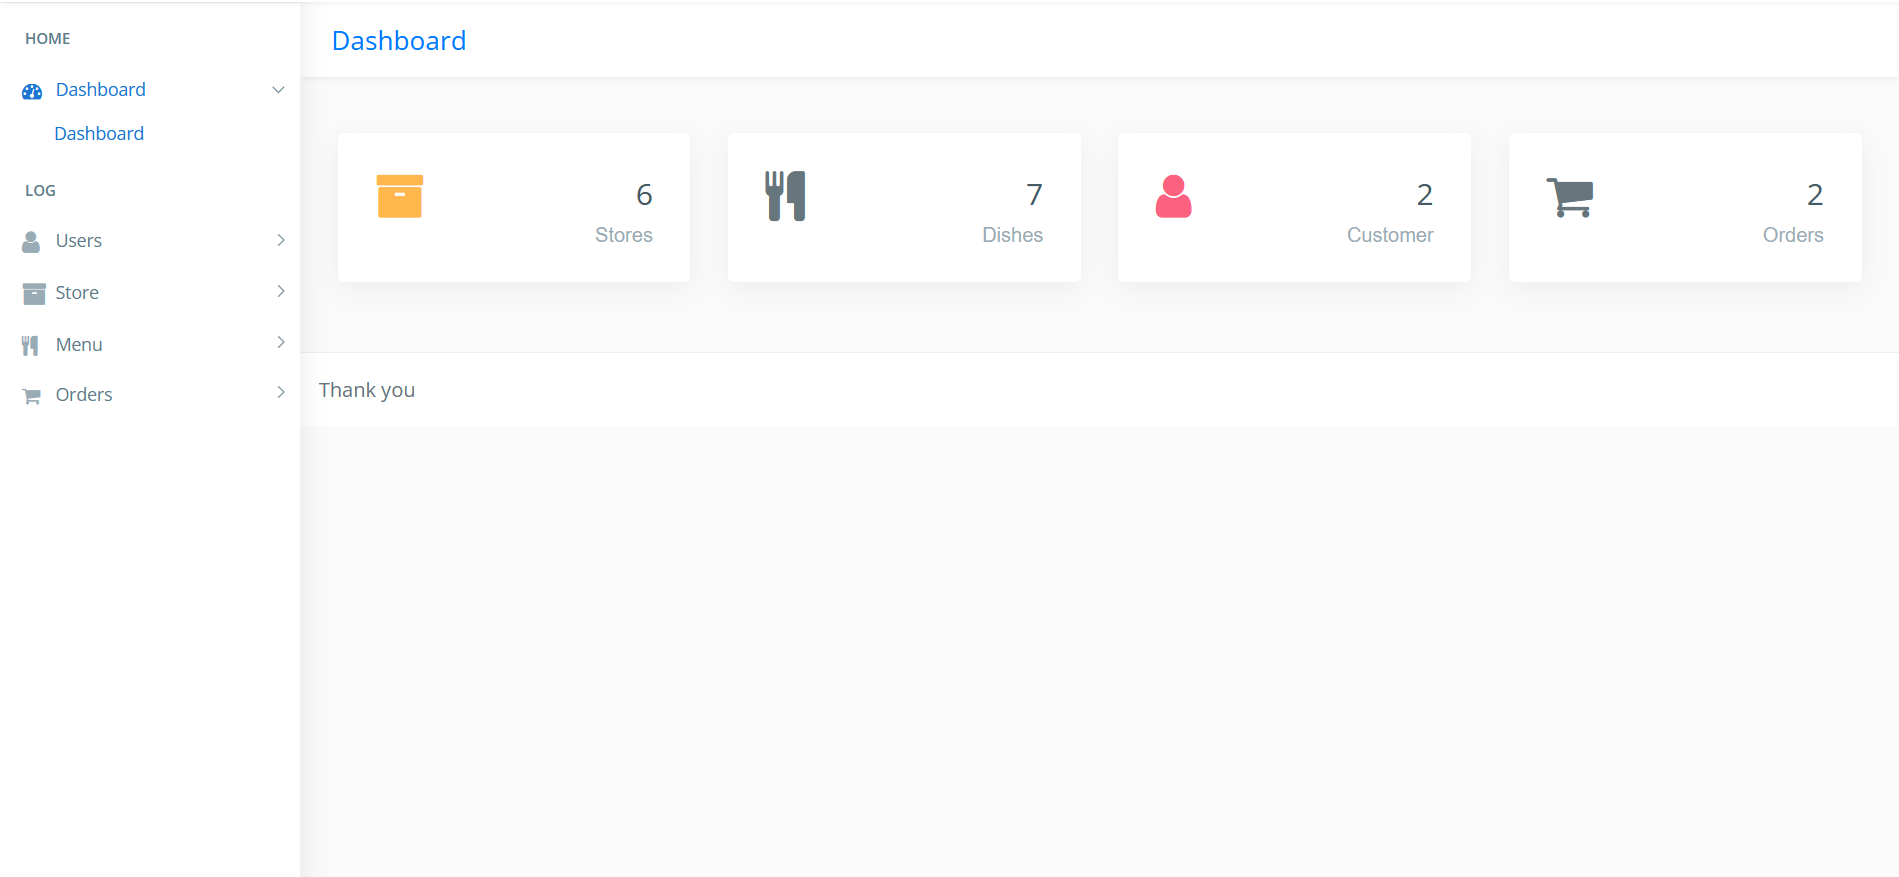 HOME
Dashboard
Dashboard
LOG
Users
Store
Menu
Orders
Dashboard
6
Stores
7
Dishes
2
Customer
2
Orders
Thank you